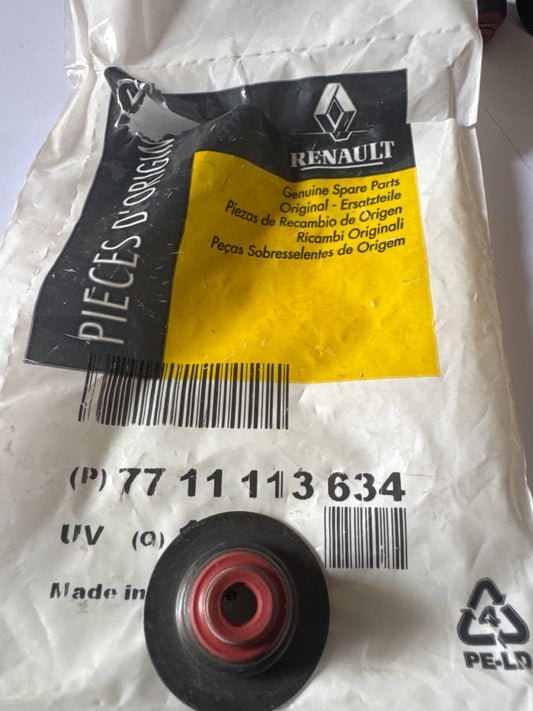 PIECES D'ORIGINE
RENAULT
Genuine Spare Parts
Original - Ersatzteile
Piezas de Recambio de Origen
Ricambi Originali
Peças Sobresselentes de Origem
(P) 77 11 113 634
UV (Q)
Made in
4
PE-LD